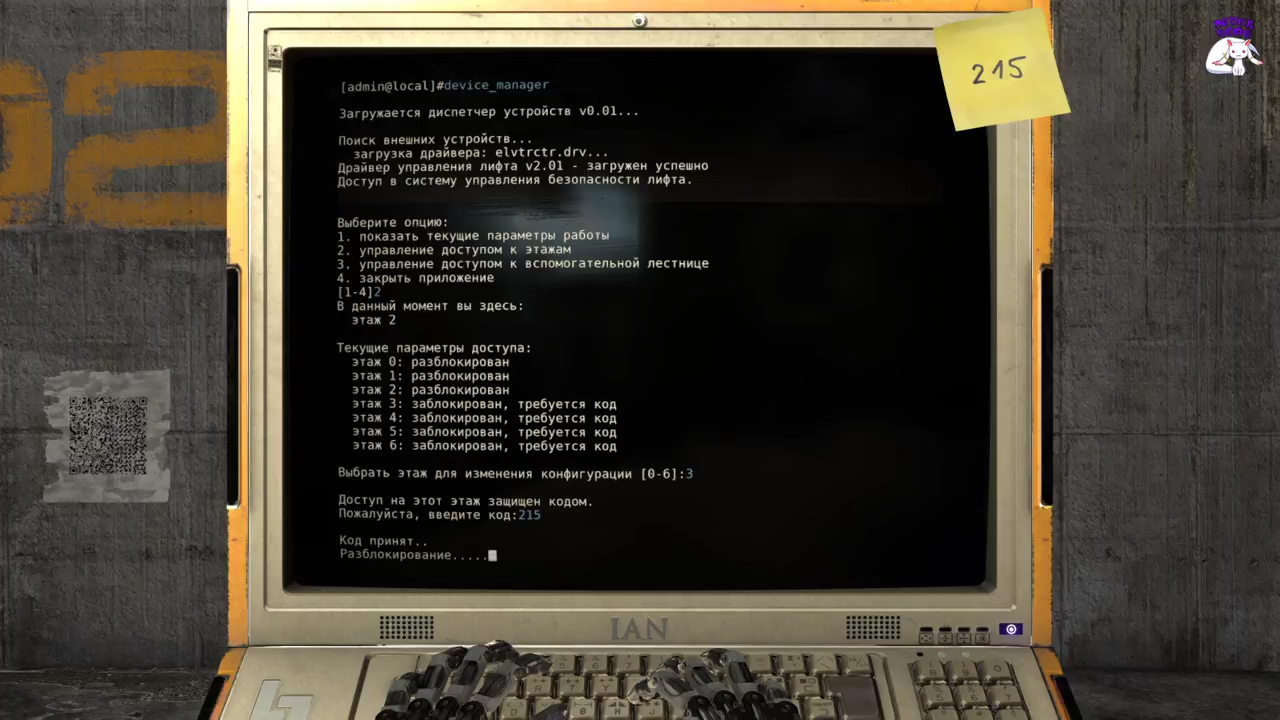 02
215
[admin@local]#device_manager
Загружается диспетчер устройств v0.01...
Поиск внешних устройств...
загрузка драйвера: elvtrctr.drv...
Драйвер управления лифта v2.01 - загружен успешно
Доступ в систему управления безопасности лифта.
Выберите опцию:
1. показать текущие параметры работы
2. управление доступом к этажам
3. управление доступом к вспомогательной лестнице
4. закрыть приложение
[1-4]2
В данный момент вы здесь:
этаж 2
Текущие параметры доступа:
этаж 0: разблокирован
этаж 1: разблокирован
этаж 2: разблокирован
этаж 3: заблокирован, требуется код
этаж 4: заблокирован, требуется код
этаж 5: заблокирован, требуется код
этаж 6: заблокирован, требуется код
Выбрать этаж для изменения конфигурации [0-6]:3
Доступ на этот этаж защищен кодом.
Пожалуйста, введите код:215
Код принят..
Разблокирование.....
IAN